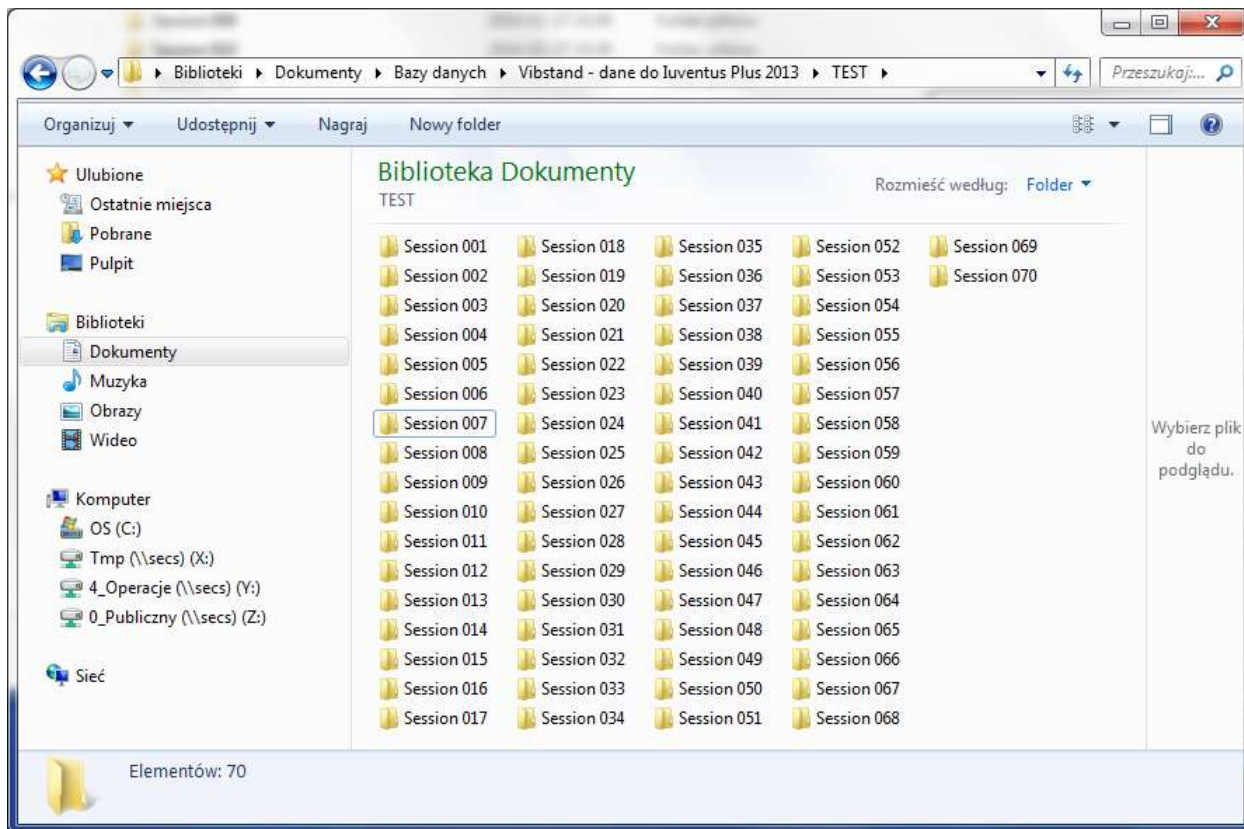 Biblioteki ▸ Dokumenty ▸ Bazy danych ▸ Vibstand - dane do Iuventus Plus 2013 ▸ TEST ▸
Przeszukaj:...
Organizuj Udostępnij Nagraj Nowy folder
Ulubione
Ostatnie miejsca
Pobrane
Pulpit
Biblioteki
Dokumenty
Muzyka
Obrazy
Wideo
Komputer
OS (C:)
Tmp (\\secs) (X:)
4_Operacje (\\secs) (Y:)
0_Publiczny (\\secs) (Z:)
Sieć
Biblioteka Dokumenty
TEST
Rozmieść według: Folder
Session 001
Session 002
Session 003
Session 004
Session 005
Session 006
Session 007
Session 008
Session 009
Session 010
Session 011
Session 012
Session 013
Session 014
Session 015
Session 016
Session 017
Session 018
Session 019
Session 020
Session 021
Session 022
Session 023
Session 024
Session 025
Session 026
Session 027
Session 028
Session 029
Session 030
Session 031
Session 032
Session 033
Session 034
Session 035
Session 036
Session 037
Session 038
Session 039
Session 040
Session 041
Session 042
Session 043
Session 044
Session 045
Session 046
Session 047
Session 048
Session 049
Session 050
Session 051
Session 052
Session 053
Session 054
Session 055
Session 056
Session 057
Session 058
Session 059
Session 060
Session 061
Session 062
Session 063
Session 064
Session 065
Session 066
Session 067
Session 068
Session 069
Session 070
Wybierz plik
do
podglądu.
Elementów: 70